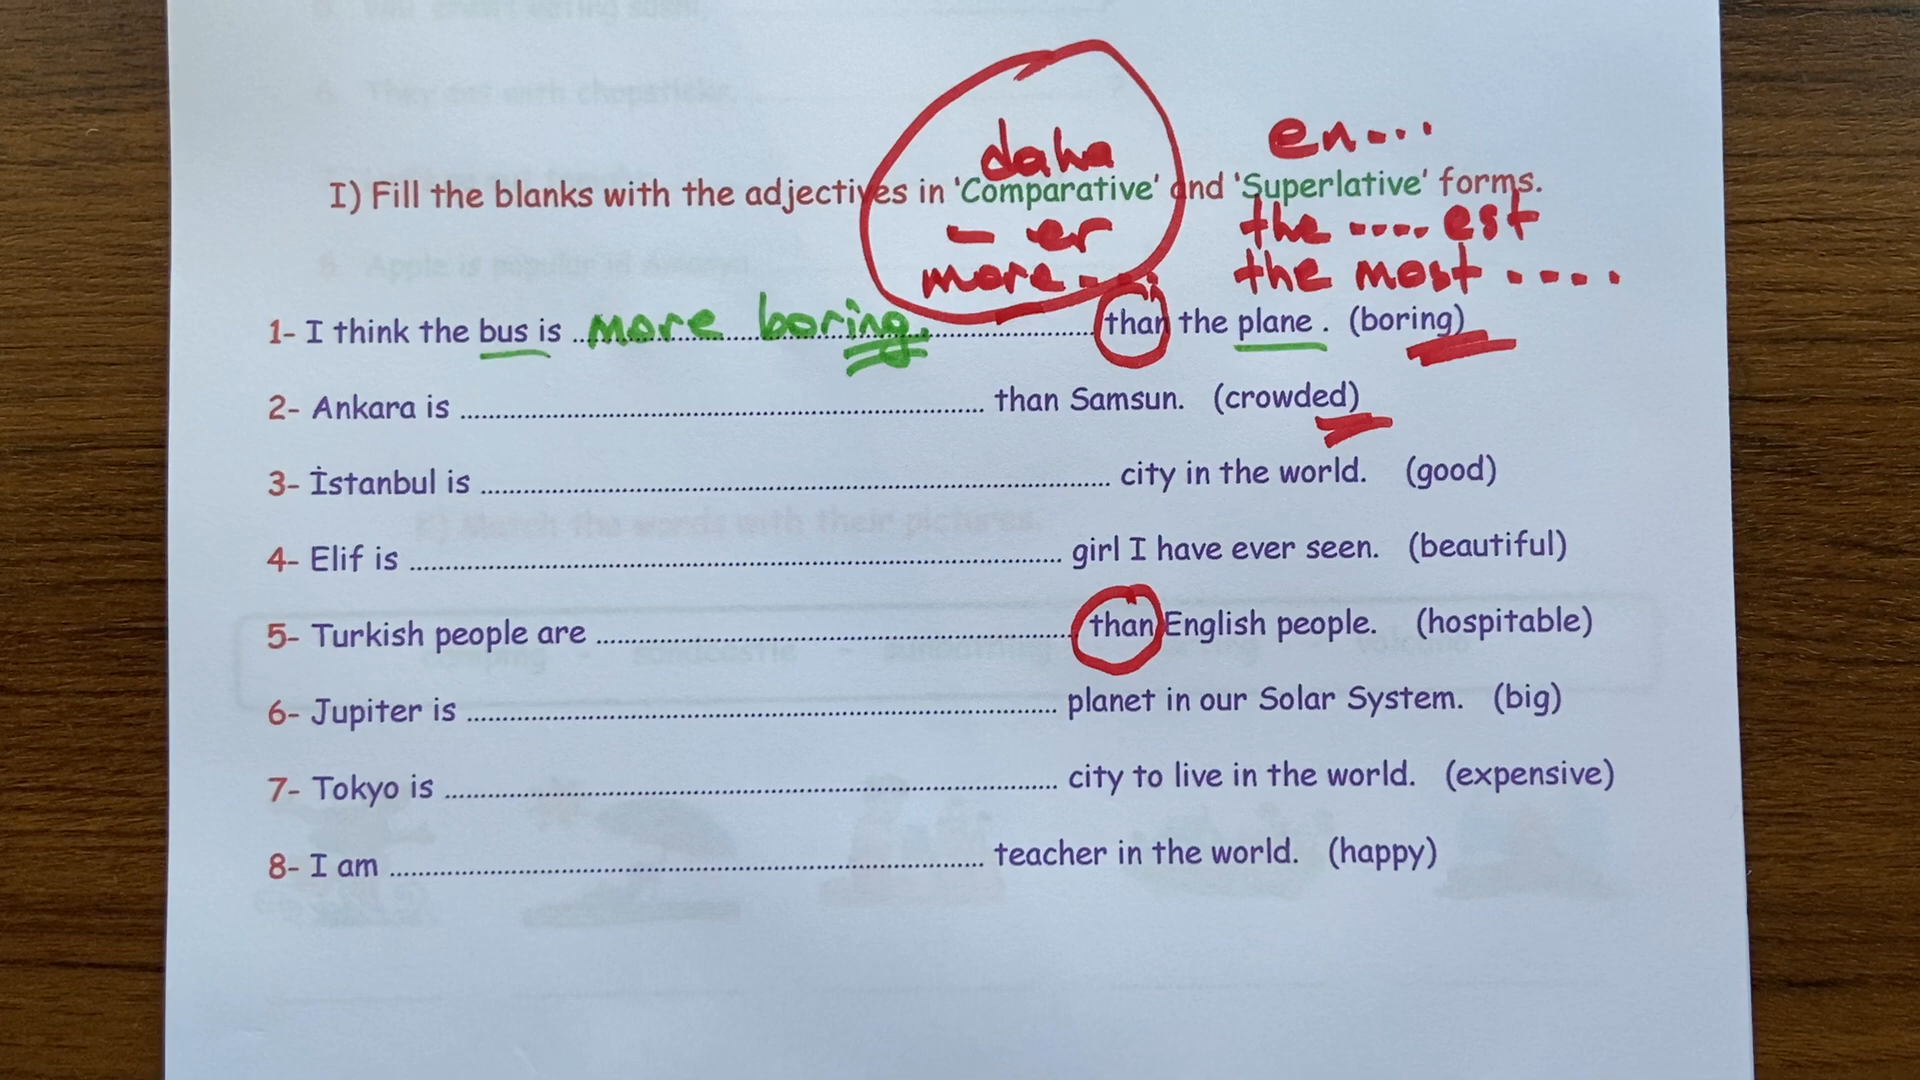 daha en...
I) Fill the blanks with the adjectives in 'Comparative' and 'Superlative' forms.
- er the .... est
more.... the most ....
1- I think the bus is ..more boring............ than the plane . (boring)
2- Ankara is ............................................................ than Samsun. (crowded)
3- İstanbul is ............................................................ city in the world. (good)
4- Elif is ............................................................ girl I have ever seen. (beautiful)
5- Turkish people are ............................................................ than English people. (hospitable)
6- Jupiter is ............................................................ planet in our Solar System. (big)
7- Tokyo is ............................................................ city to live in the world. (expensive)
8- I am ............................................................ teacher in the world. (happy)